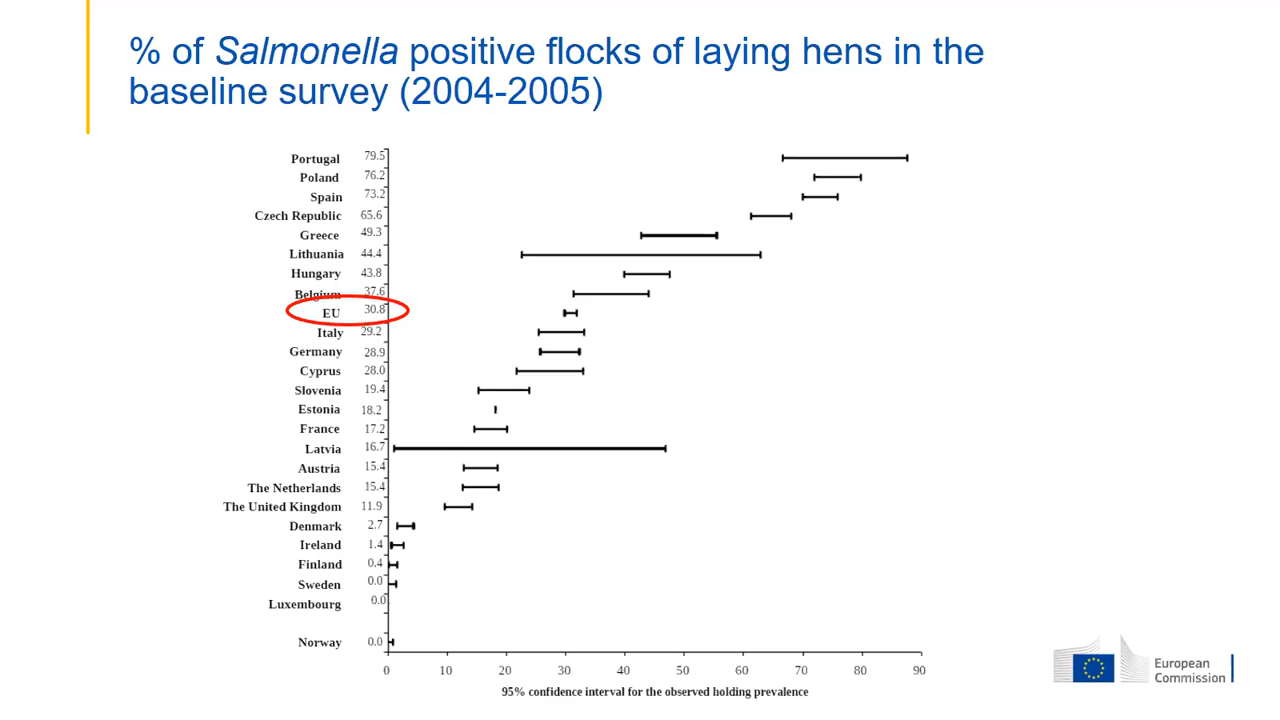 % of Salmonella positive flocks of laying hens in the
baseline survey (2004-2005)
Portugal 79.5
Poland 76.2
Spain 73.2
Czech Republic 65.6
Greece 49.3
Lithuania 44.4
Hungary 43.8
Belgium 37.6
EU 30.8
Italy 29.2
Germany 28.9
Cyprus 28.0
Slovenia 19.4
Estonia 18.2
France 17.2
Latvia 16.7
Austria 15.4
The Netherlands 15.4
The United Kingdom 11.9
Denmark 2.7
Ireland 1.4
Finland 0.4
Sweden 0.0
Luxembourg 0.0
Norway 0.0
0 10 20 30 40 50 60 70 80 90
95% confidence interval for the observed holding prevalence
European
Commission